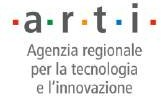 ·a·r·t·i·
Agenzia regionale
per la tecnologia
e l'innovazione